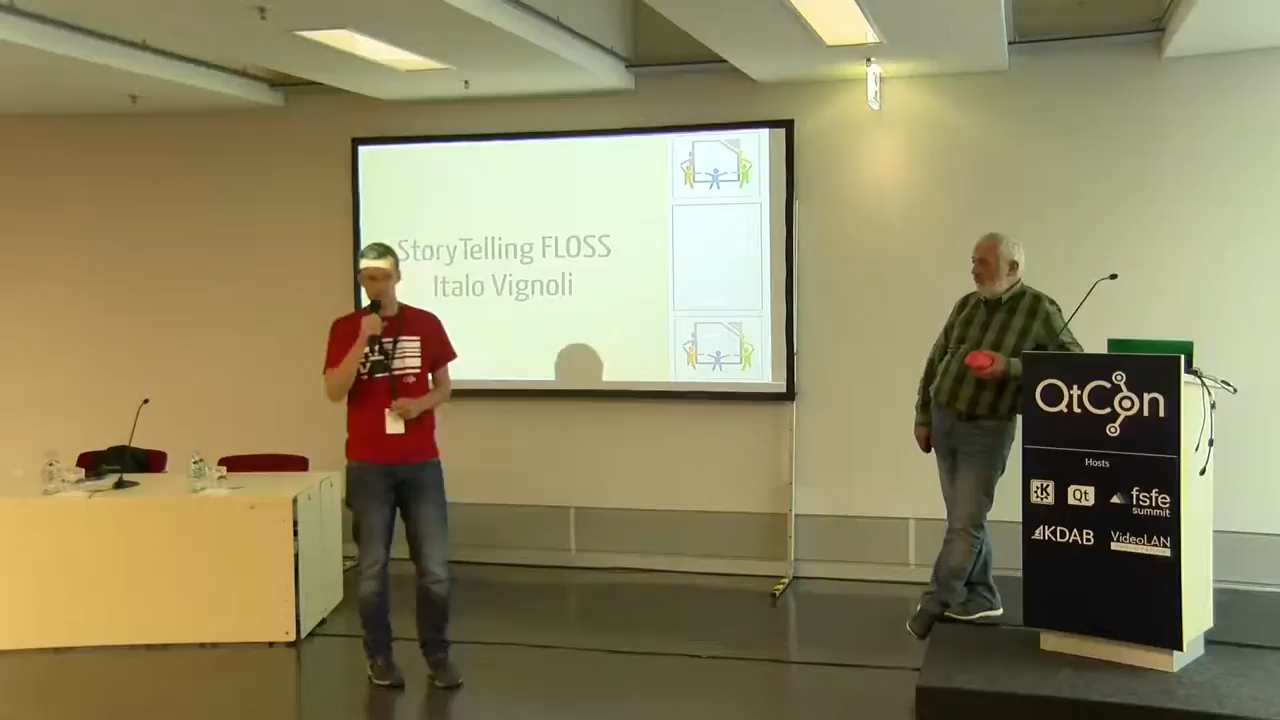 StoryTelling FLOSS
Italo Vignoli
QtCon
Hosts
K
Qt
fsfe
summit
KDAB
VideoLAN